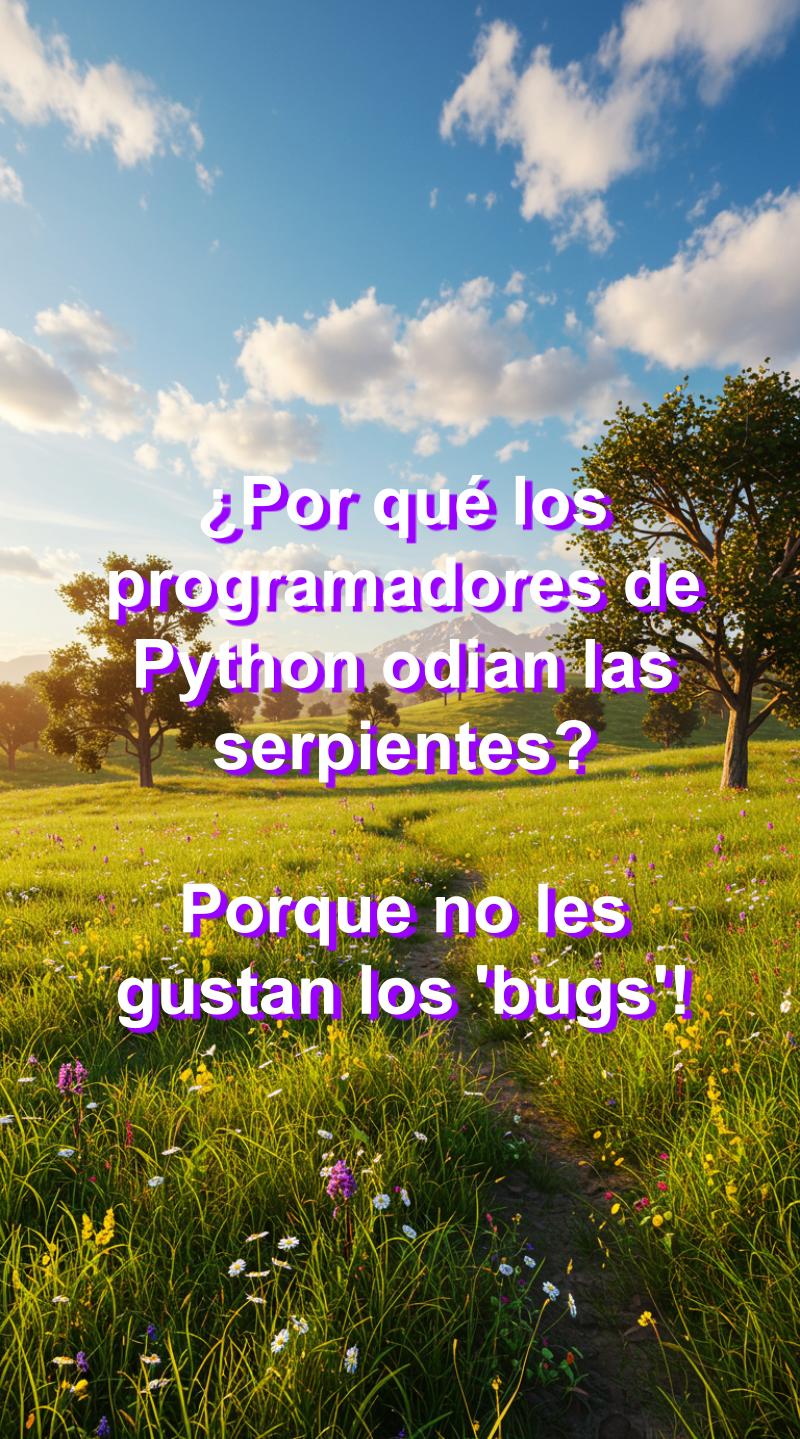 ¿Por qué los
programadores de
Python odian las
serpientes?
Porque no les
gustan los 'bugs'!